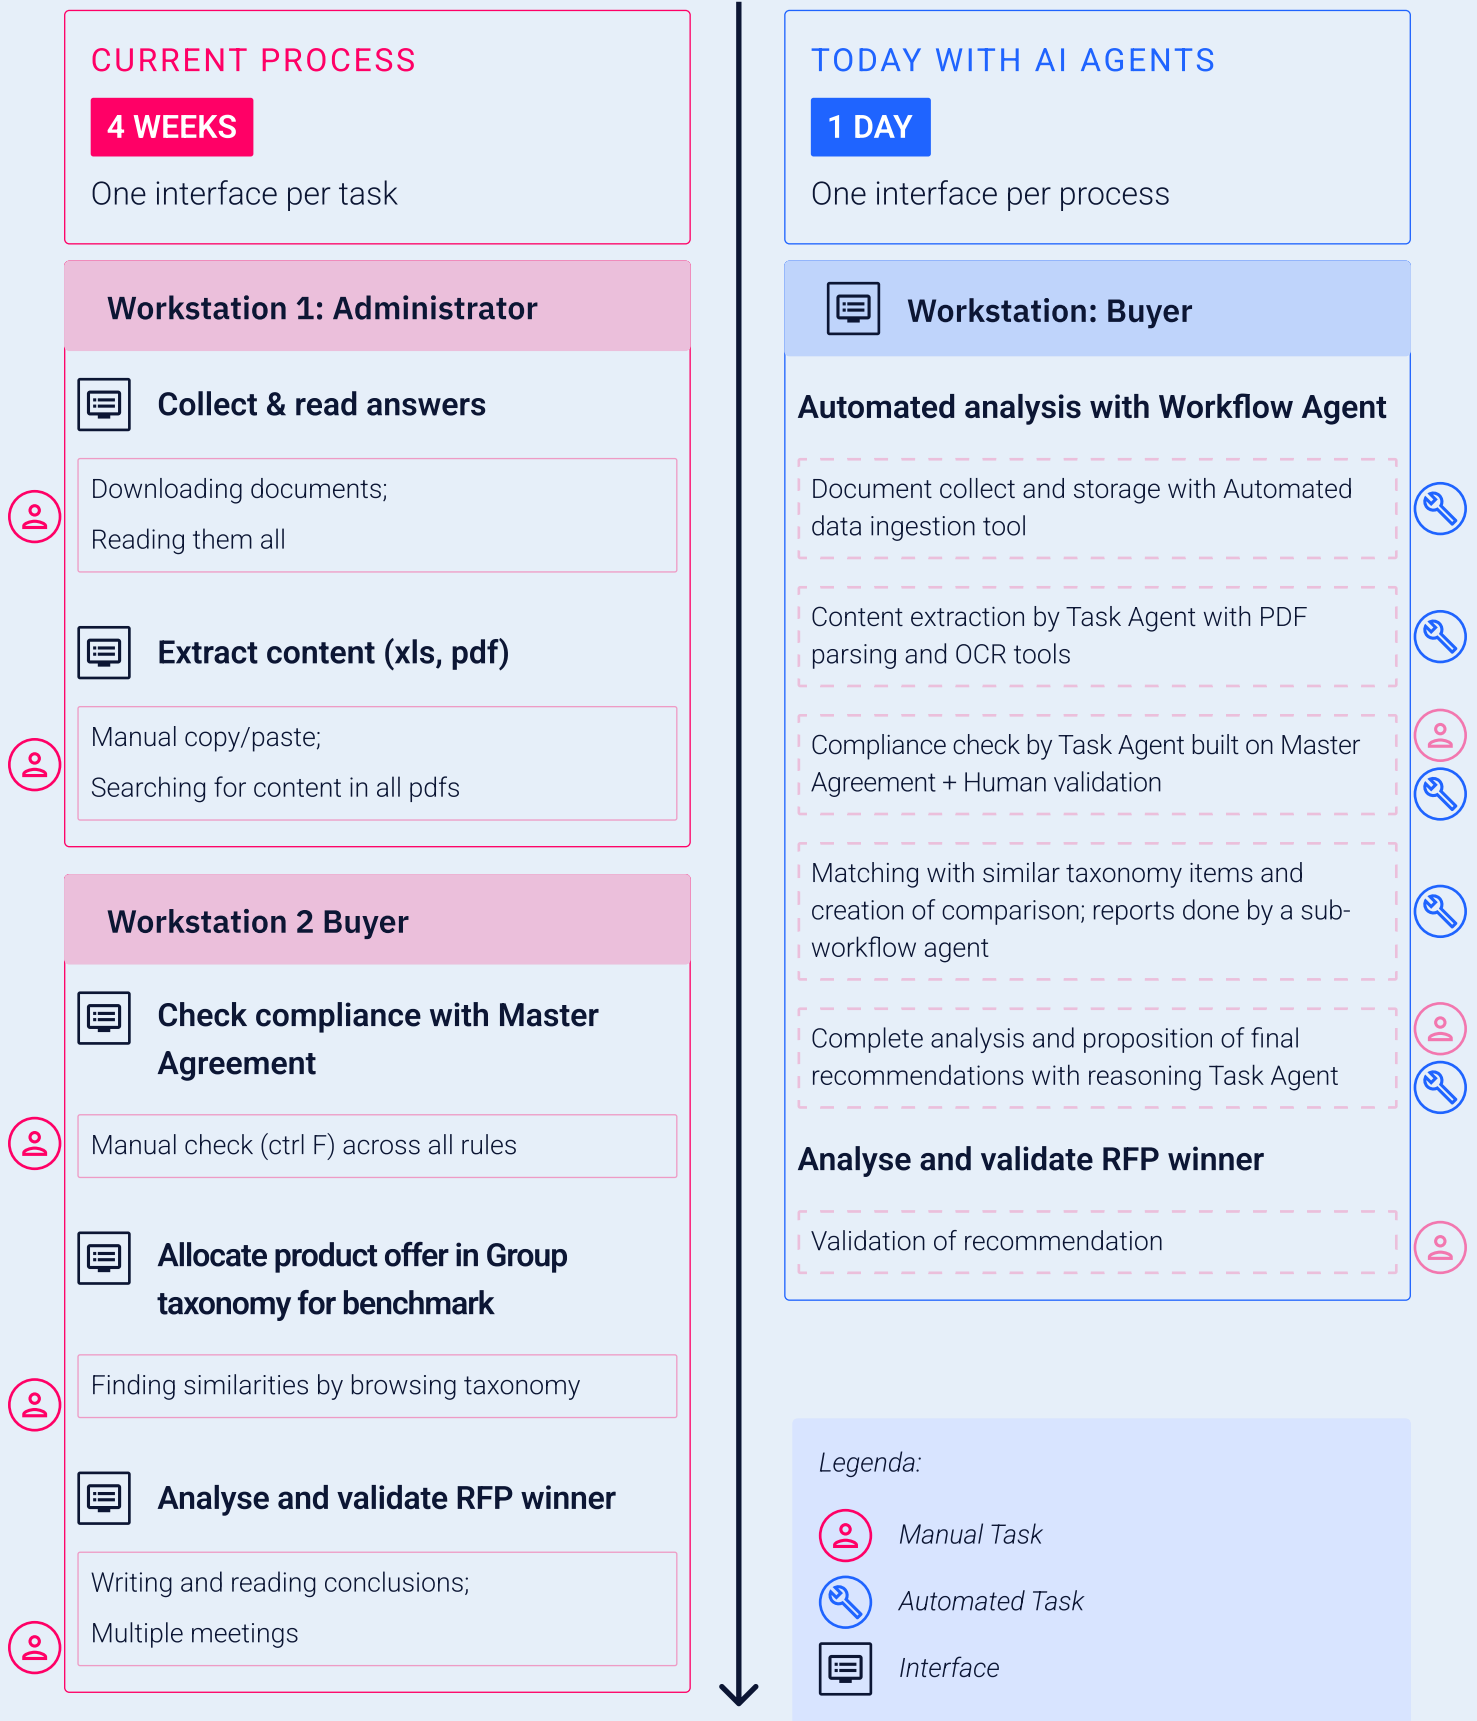 CURRENT PROCESS
4 WEEKS
One interface per task
Workstation 1: Administrator
Collect & read answers
Downloading documents;
Reading them all
Extract content (xls, pdf)
Manual copy/paste;
Searching for content in all pdfs
Workstation 2 Buyer
Check compliance with Master
Agreement
Manual check (ctrl F) across all rules
Allocate product offer in Group
taxonomy for benchmark
Finding similarities by browsing taxonomy
Analyse and validate RFP winner
Writing and reading conclusions;
Multiple meetings
TODAY WITH AI AGENTS
1 DAY
One interface per process
Workstation: Buyer
Automated analysis with Workflow Agent
Document collect and storage with Automated
data ingestion tool
Content extraction by Task Agent with PDF
parsing and OCR tools
Compliance check by Task Agent built on Master
Agreement + Human validation
Matching with similar taxonomy items and
creation of comparison; reports done by a sub-
workflow agent
Complete analysis and proposition of final
recommendations with reasoning Task Agent
Analyse and validate RFP winner
Validation of recommendation
Legenda:
Manual Task
Automated Task
Interface